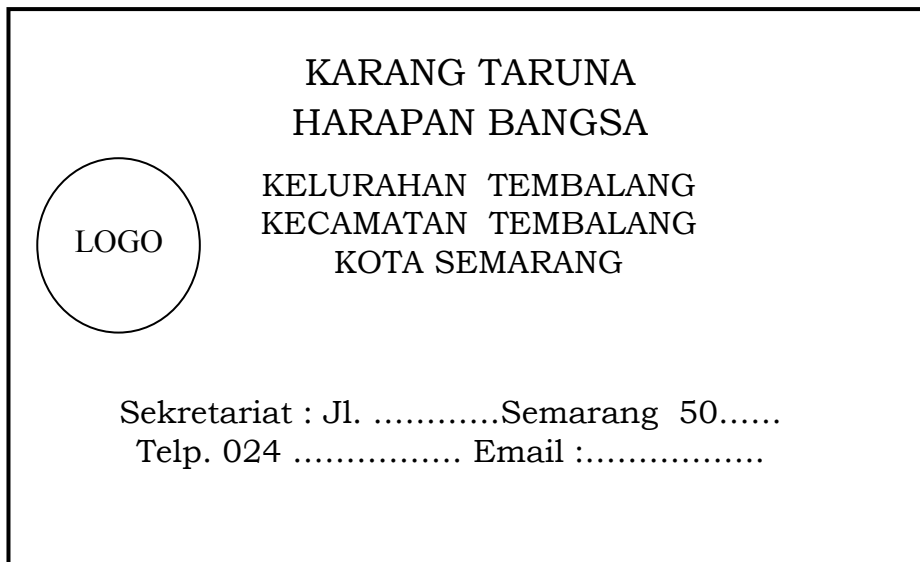 KARANG TARUNA
HARAPAN BANGSA
KELURAHAN TEMBALANG
KECAMATAN TEMBALANG
KOTA SEMARANG
LOGO
Sekretariat : Jl. ............Semarang 50......
Telp. 024 ................ Email :.................